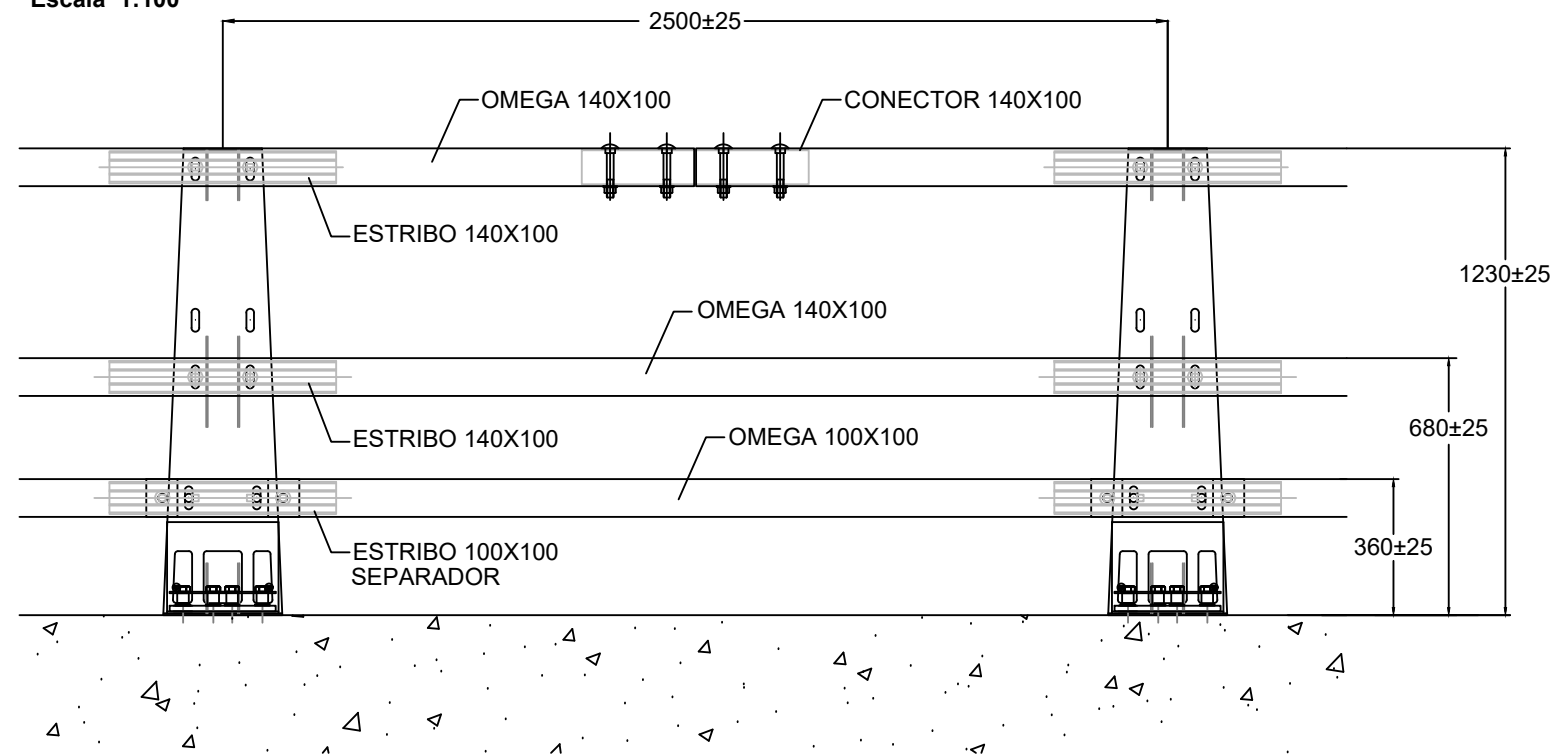 Escala 1:100
2500±25
OMEGA 140X100
CONECTOR 140X100
ESTRIBO 140X100
1230±25
OMEGA 140X100
ESTRIBO 140X100
OMEGA 100X100
680±25
ESTRIBO 100X100
SEPARADOR
360±25